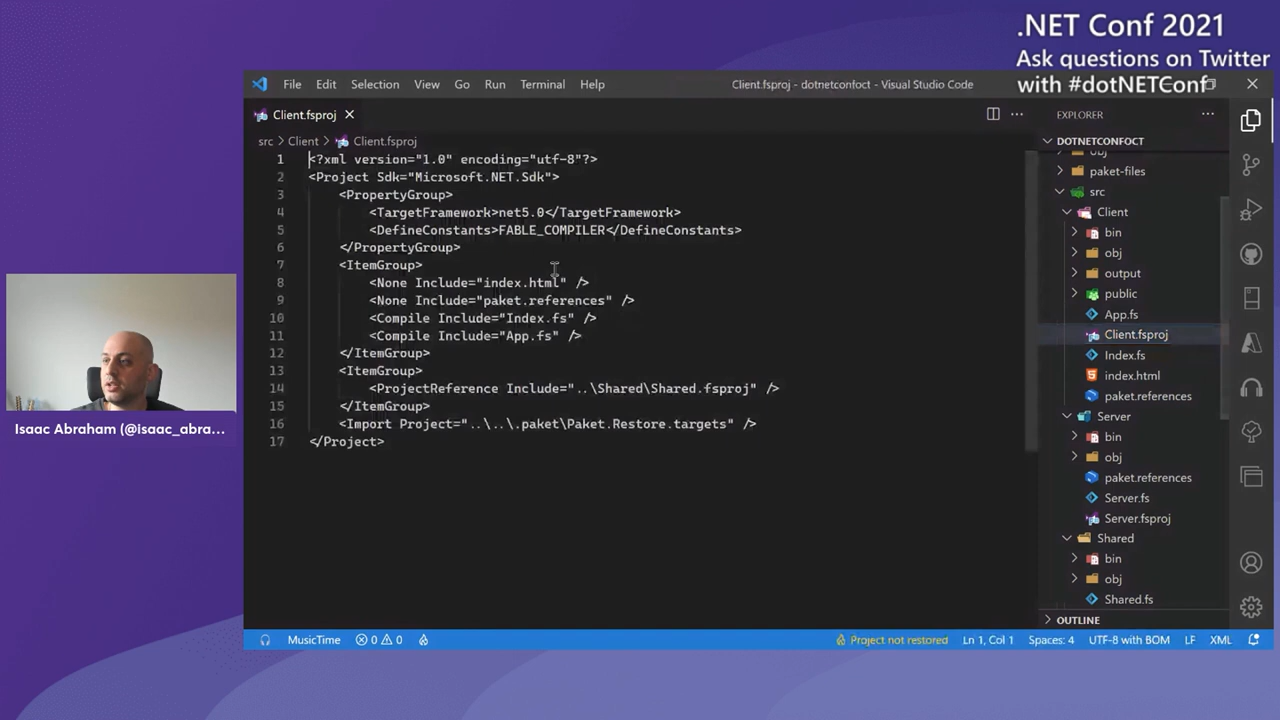 .NET Conf 2021
Ask questions on Twitter
with #dotNETConf
File Edit Selection View Go Run Terminal Help
Client.fsproj - dotnetconfoct - Visual Studio Code
Client.fsproj
src > Client > Client.fsproj
1 <?xml version="1.0" encoding="utf-8"?>
2 <Project Sdk="Microsoft.NET.Sdk">
3 <PropertyGroup>
4 <TargetFramework>net5.0</TargetFramework>
5 <DefineConstants>FABLE_COMPILER</DefineConstants>
6 </PropertyGroup>
7 <ItemGroup>
8 <None Include="index.html" />
9 <None Include="paket.references" />
10 <Compile Include="Index.fs" />
11 <Compile Include="App.fs" />
12 </ItemGroup>
13 <ItemGroup>
14 <ProjectReference Include="..\Shared\Shared.fsproj" />
15 </ItemGroup>
16 <Import Project="..\..\.paket\Paket.Restore.targets" />
17 </Project>
EXPLORER
DOTNETCONFOCT
obj
paket-files
src
Client
bin
obj
output
public
App.fs
Client.fsproj
Index.fs
index.html
paket.references
Server
bin
obj
paket.references
Server.fs
Server.fsproj
Shared
bin
obj
Shared.fs
OUTLINE
Isaac Abraham (@isaac_abra...
MusicTime 0 0 Project not restored Ln 1, Col 1 Spaces: 4 UTF-8 with BOM LF XML